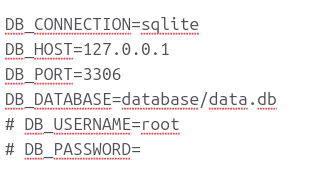 DB_CONNECTION=sqlite
DB_HOST=127.0.0.1
DB_PORT=3306
DB_DATABASE=database/data.db
# DB_USERNAME=root
# DB_PASSWORD=